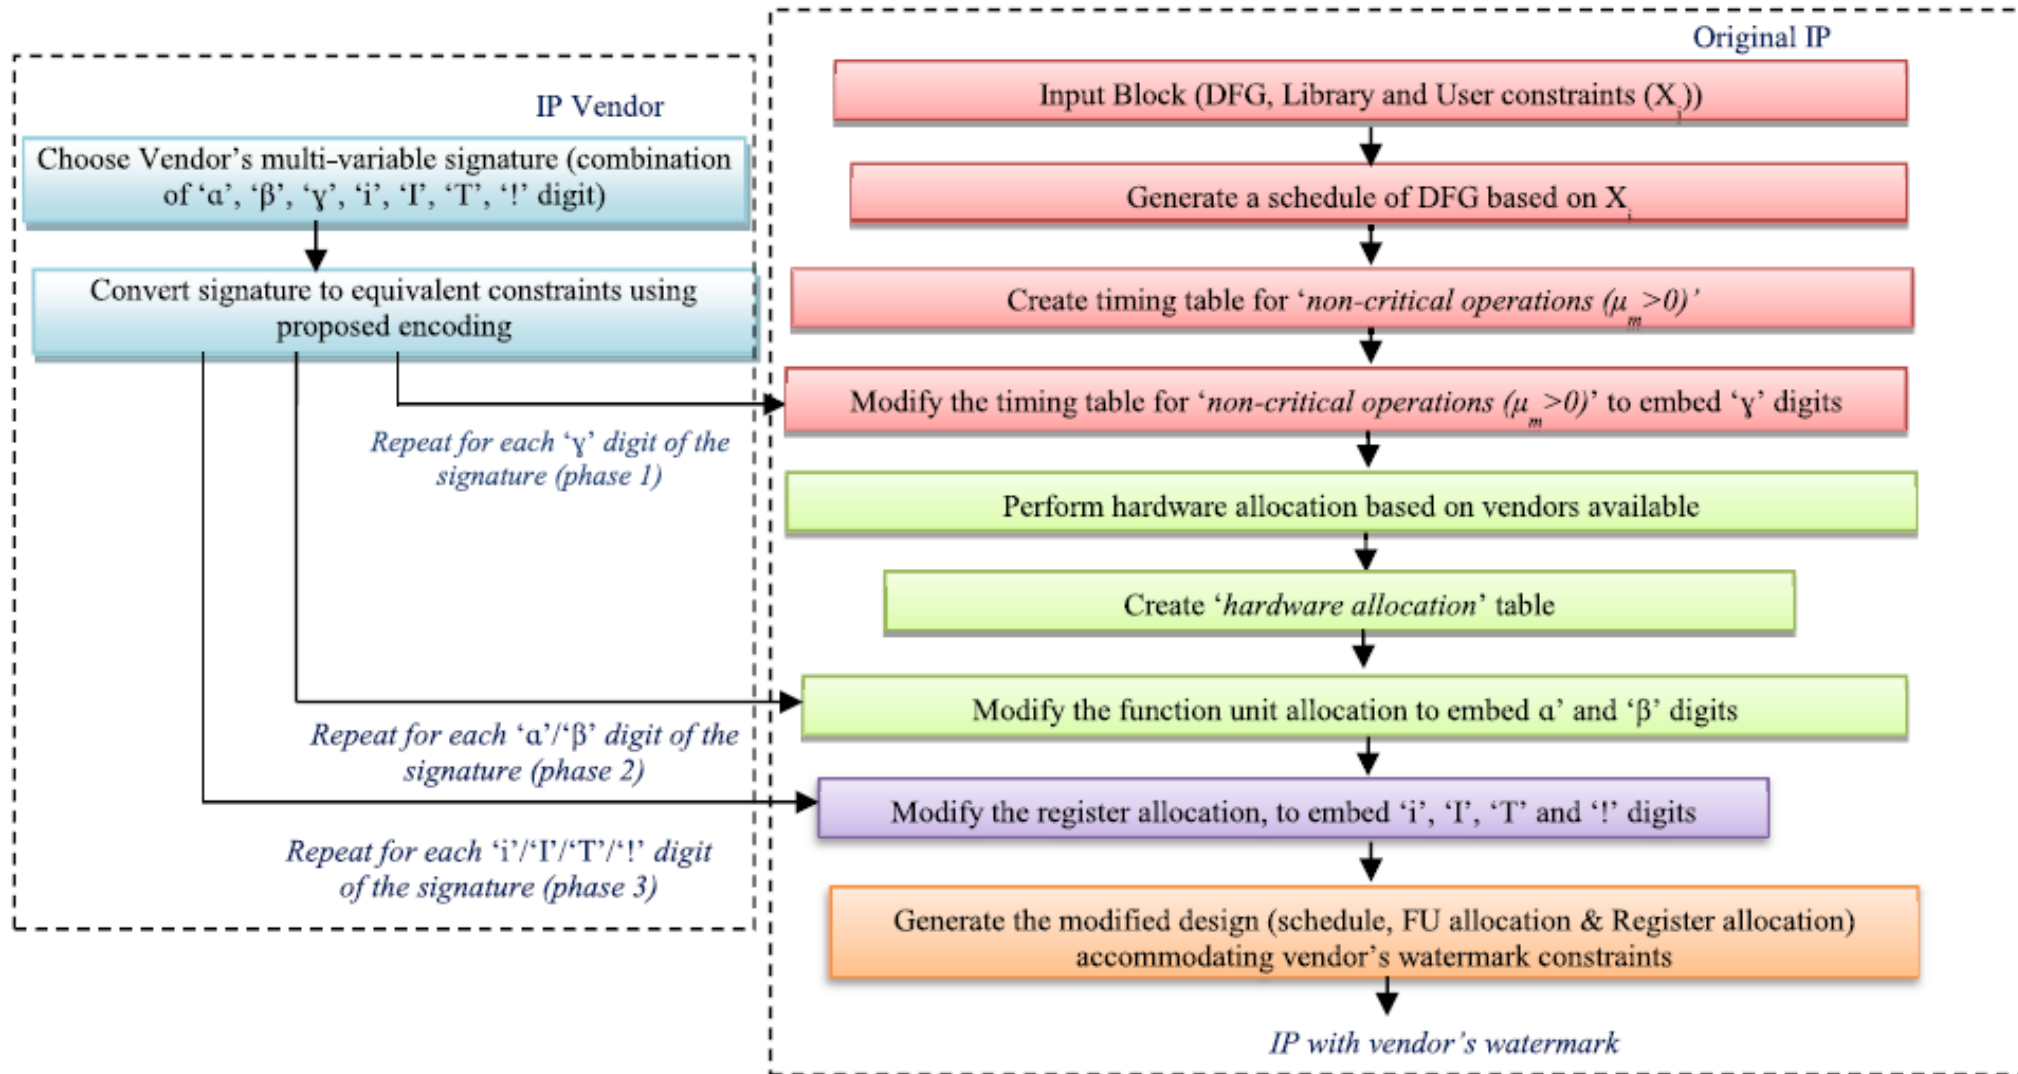 IP Vendor
Choose Vendor's multi-variable signature (combination
of ‘α’, ‘β’, ‘γ’, ‘i’, ‘I’, ‘T’, ‘!’ digit)
Convert signature to equivalent constraints using
proposed encoding
Repeat for each ‘γ’ digit of the
signature (phase 1)
Repeat for each ‘α’/‘β’ digit of the
signature (phase 2)
Repeat for each ‘i’/‘I’/‘T’/‘!’ digit
of the signature (phase 3)
Original IP
Input Block (DFG, Library and User constraints (X_i))
Generate a schedule of DFG based on X_i
Create timing table for ‘non-critical operations (μ_m>0)’
Modify the timing table for ‘non-critical operations (μ_m>0)’ to embed ‘γ’ digits
Perform hardware allocation based on vendors available
Create ‘hardware allocation’ table
Modify the function unit allocation to embed α’ and ‘β’ digits
Modify the register allocation, to embed ‘i’, ‘I’, ‘T’ and ‘!’ digits
Generate the modified design (schedule, FU allocation & Register allocation)
accommodating vendor’s watermark constraints
IP with vendor’s watermark